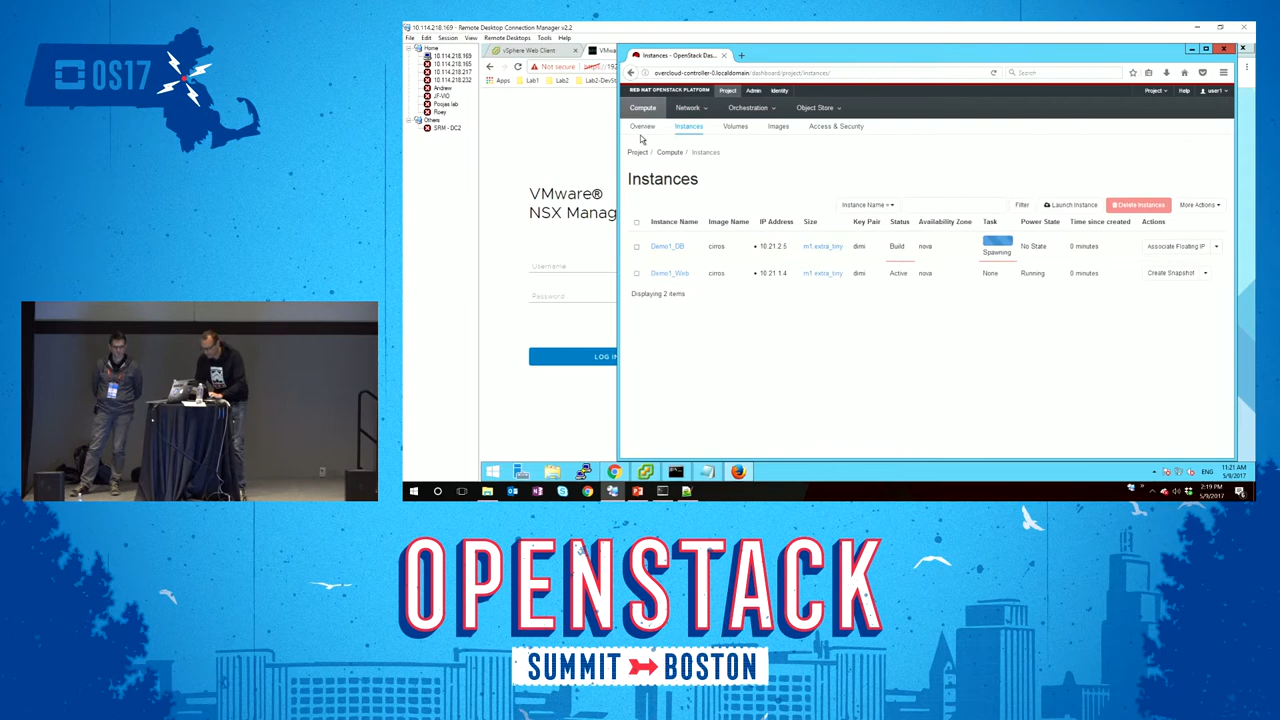 OS17
10.114.218.169 - Remote Desktop Connection Manager v2.2
File Edit Session View Remote Desktops Tools Help
Home
10.114.218.169
10.114.218.165
10.114.218.217
10.114.218.232
Andrew
JF-VIO
Poojas lab
Roey
Others
SRM - DC2
vSphere Web Client
VMwa
Not secure https://192
Apps Lab1 Lab2 Lab2-DevSt
VMware®
NSX Manag
Username
Password
LOG IN
Instances - OpenStack Das...
overcloud-controller-0.localdomain/dashboard/project/instances/
Search
RED HAT OPENSTACK PLATFORM Project Admin Identity Project Help user1
Compute Network Orchestration Object Store
Overview Instances Volumes Images Access & Security
Project / Compute / Instances
Instances
Instance Name = Filter Launch Instance Delete Instances More Actions
Instance Name Image Name IP Address Size Key Pair Status Availability Zone Task Power State Time since created Actions
Demo1_DB cirros • 10.21.2.5 m1.extra_tiny dimi Build nova Spawning No State 0 minutes Associate Floating IP
Demo1_Web cirros • 10.21.1.4 m1.extra_tiny dimi Active nova None Running 0 minutes Create Snapshot
Displaying 2 items
ENG
11:21 AM
5/9/2017
2:19 PM
5/9/2017
OPENSTACK
SUMMIT BOSTON